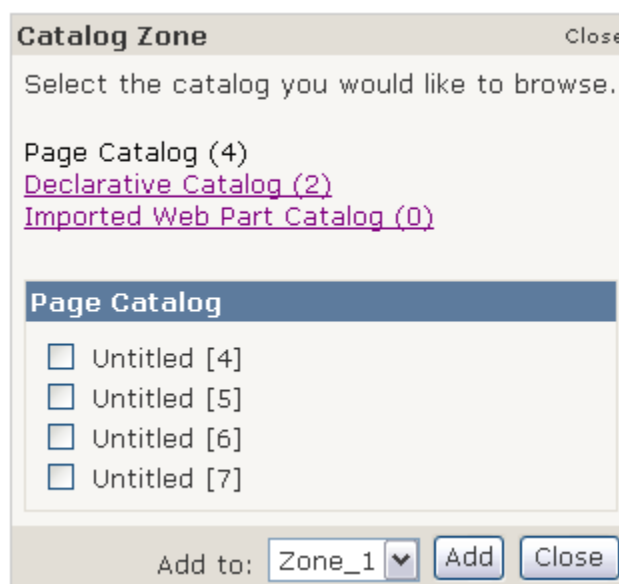 Catalog Zone Close
Select the catalog you would like to browse.
Page Catalog (4)
Declarative Catalog (2)
Imported Web Part Catalog (0)
Page Catalog
Untitled [4]
Untitled [5]
Untitled [6]
Untitled [7]
Add to: Zone_1 Add Close